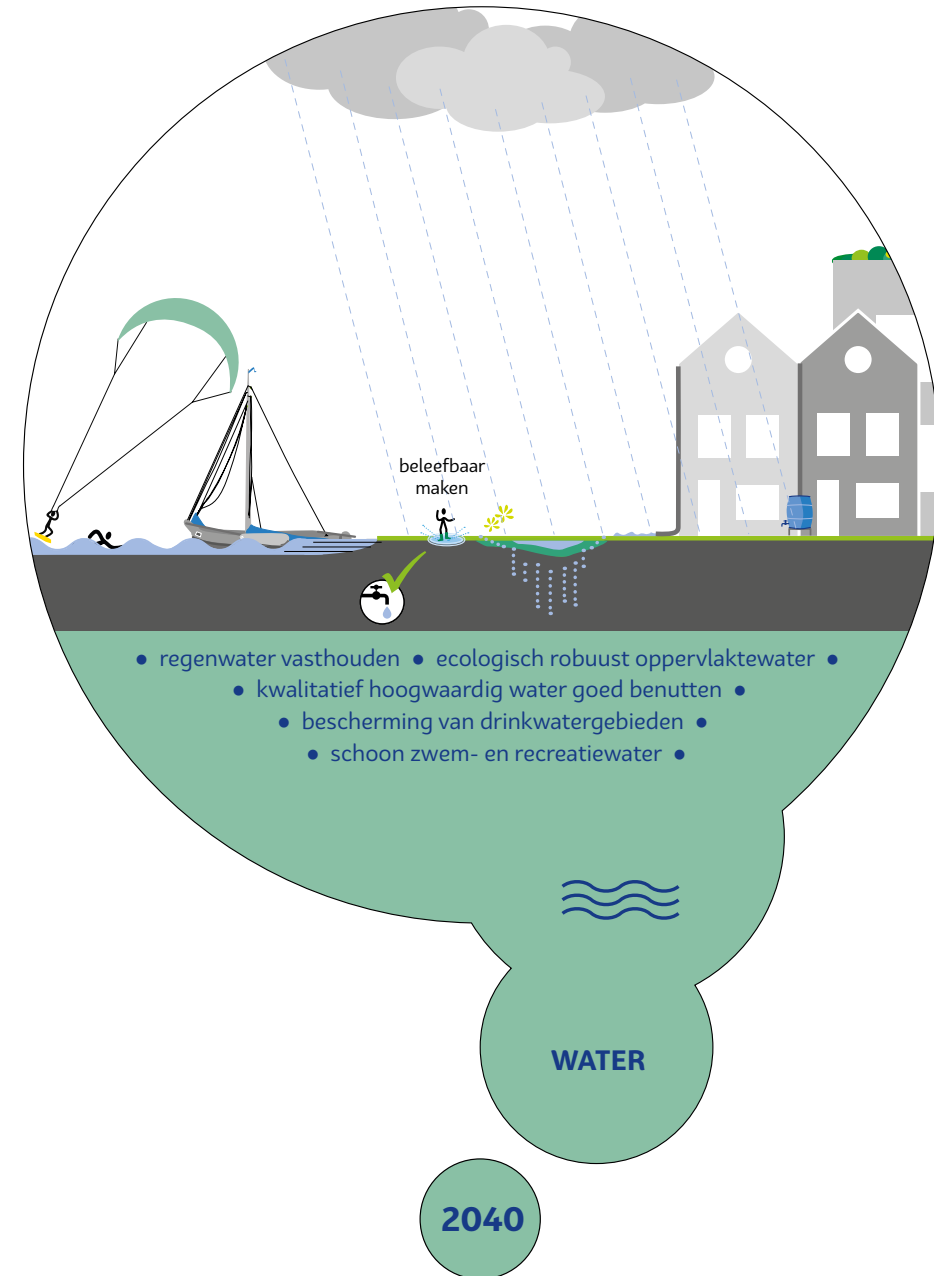 beleefbaar
maken
• regenwater vasthouden • ecologisch robuust oppervlaktewater •
• kwalitatief hoogwaardig water goed benutten •
• bescherming van drinkwatergebieden •
• schoon zwem- en recreatiewater •
WATER
2040